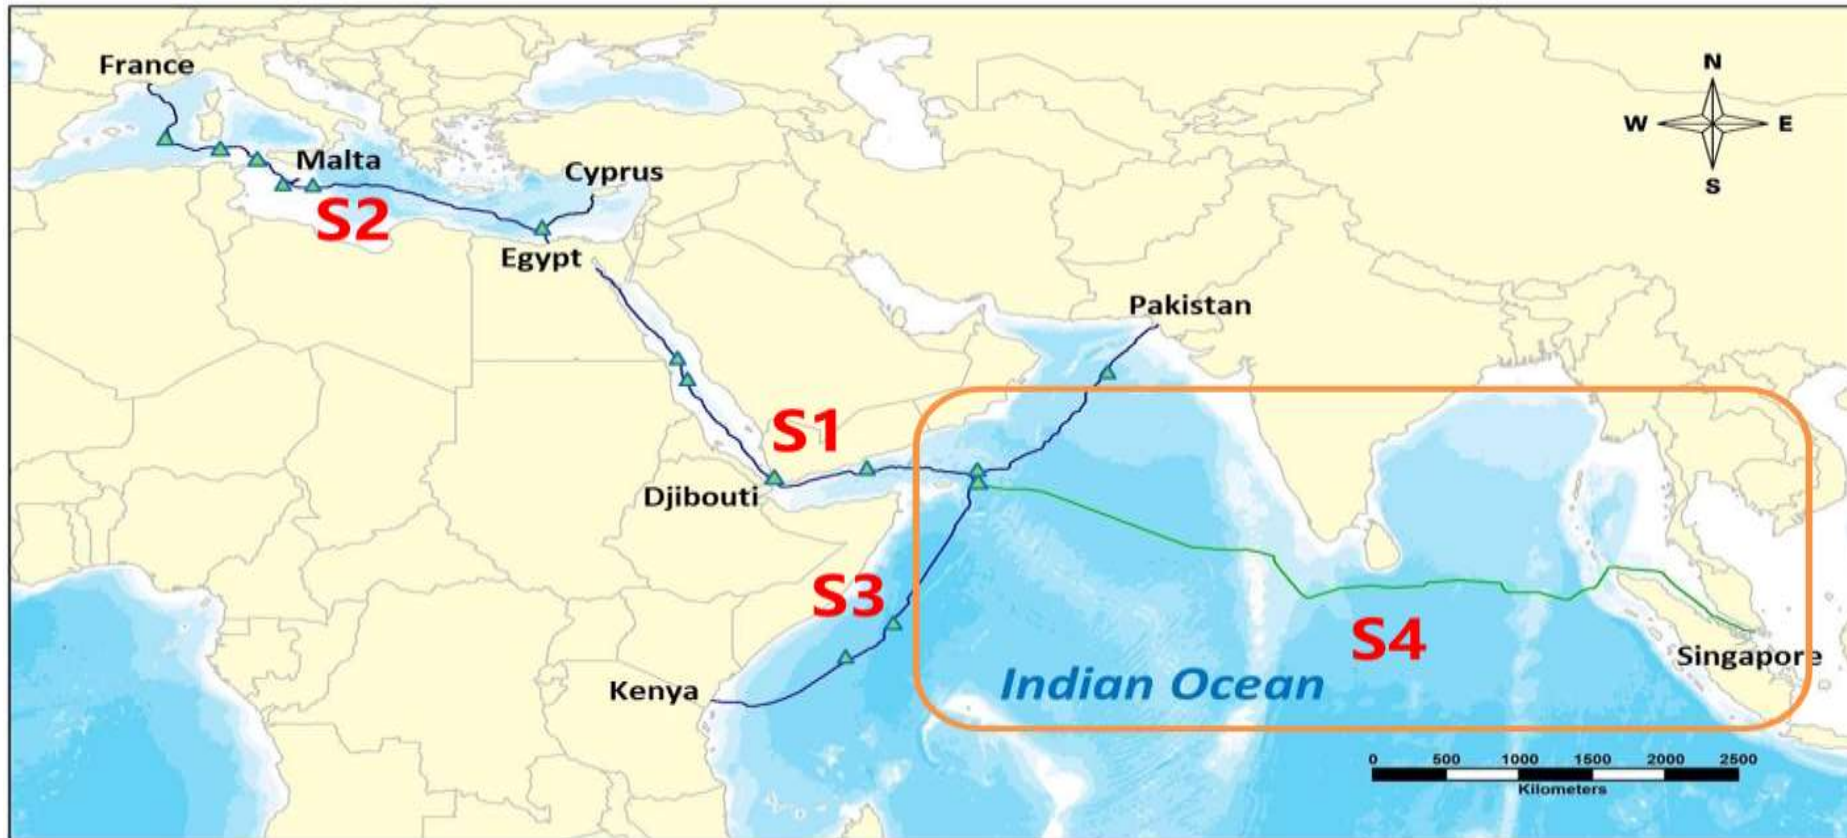 France
N
W
E
S
Malta
Cyprus
S2
Egypt
Pakistan
S1
Djibouti
S3
S4
Singapore
Kenya
Indian Ocean
0 500 1000 1500 2000 2500
Kilometers